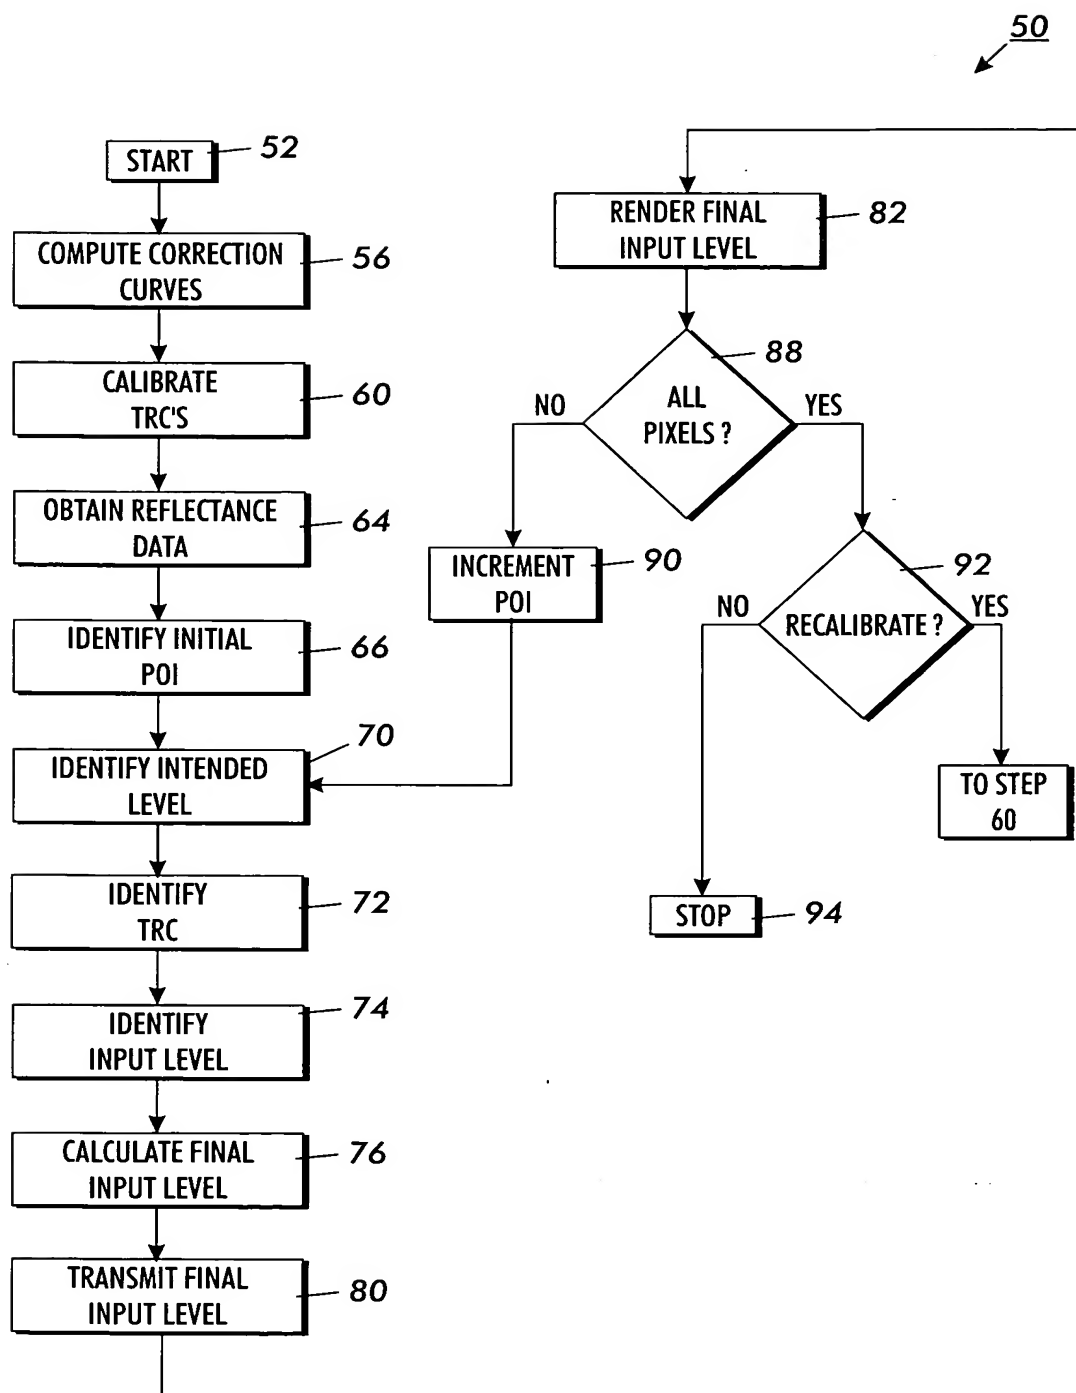 50
START
52
COMPUTE CORRECTION
CURVES
56
CALIBRATE
TRC'S
60
OBTAIN REFLECTANCE
DATA
64
IDENTIFY INITIAL
POI
66
IDENTIFY INTENDED
LEVEL
70
IDENTIFY
TRC
72
IDENTIFY
INPUT LEVEL
74
CALCULATE FINAL
INPUT LEVEL
76
TRANSMIT FINAL
INPUT LEVEL
80
RENDER FINAL
INPUT LEVEL
82
ALL
PIXELS ?
88
NO
YES
INCREMENT
POI
90
RECALIBRATE ?
92
NO
YES
TO STEP
60
STOP
94